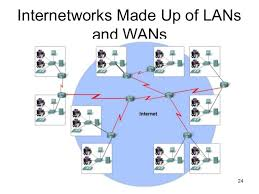 Internetworks Made Up of LANs
and WANs
Internet
24